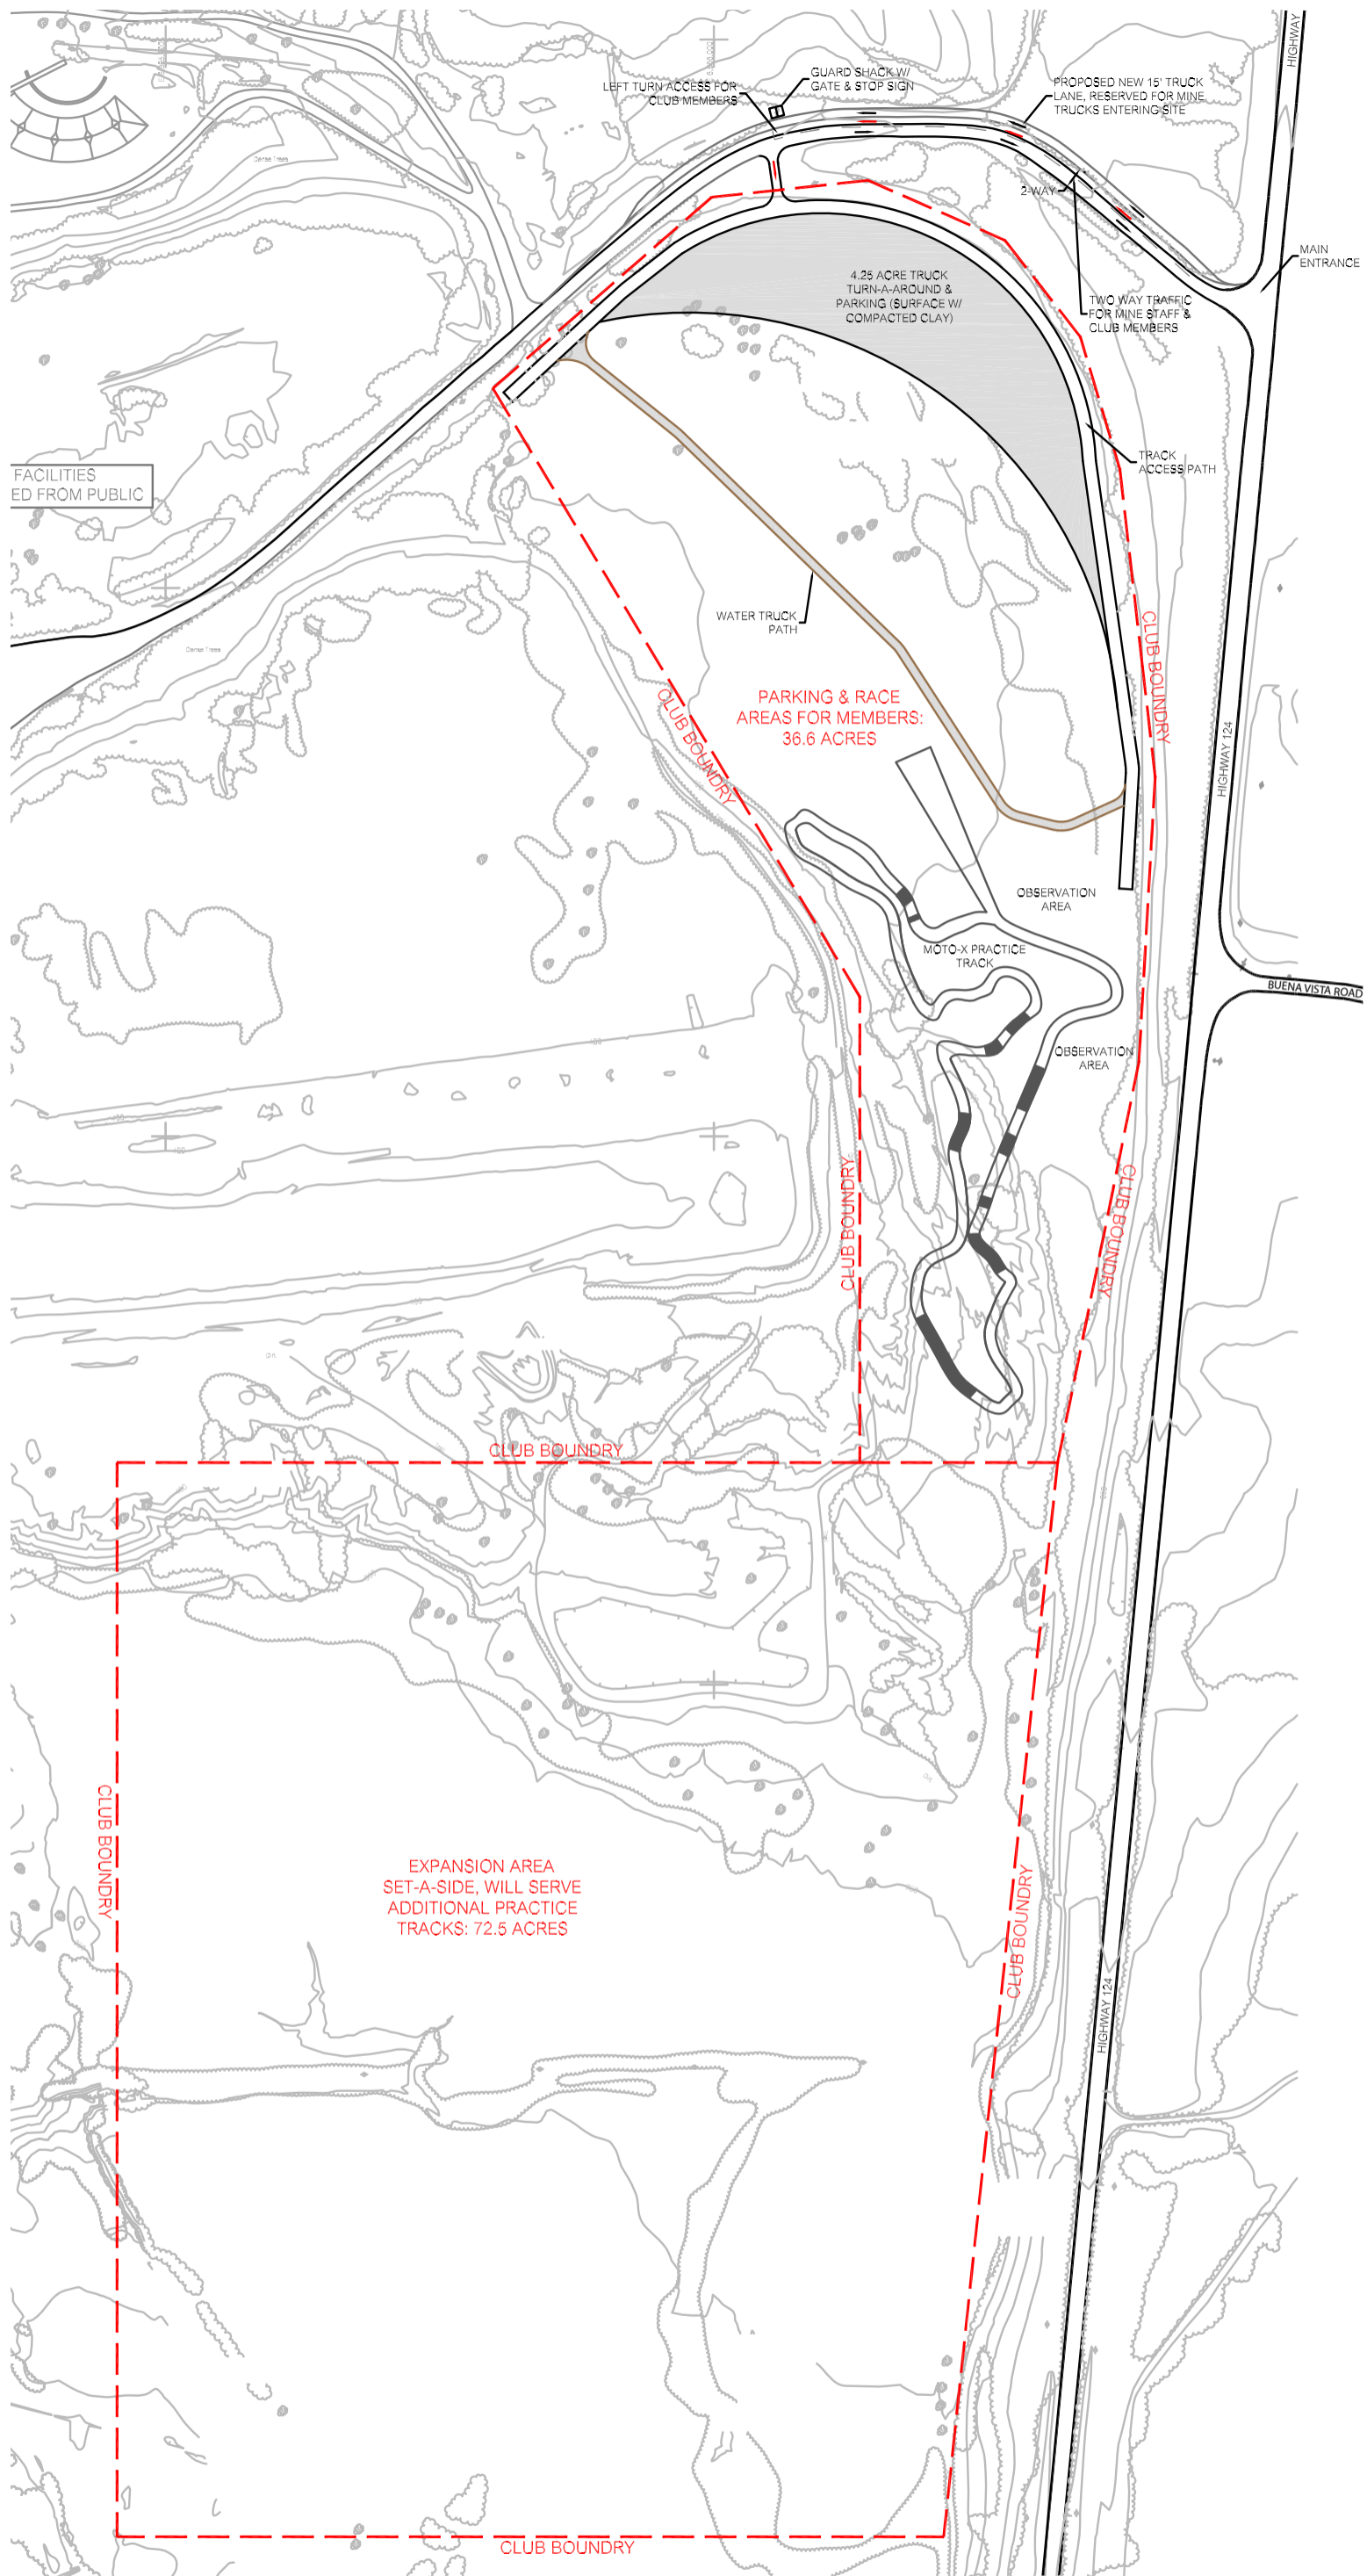 HIGHWAY
GUARD SHACK W/
GATE & STOP SIGN
LEFT TURN ACCESS FOR
CLUB MEMBERS
PROPOSED NEW 15' TRUCK
LANE, RESERVED FOR MINE
TRUCKS ENTERING SITE
Dense Trees
2-WAY
MAIN
ENTRANCE
4.25 ACRE TRUCK
TURN-A-AROUND &
PARKING (SURFACE W/
COMPACTED CLAY)
TWO WAY TRAFFIC
FOR MINE STAFF &
CLUB MEMBERS
TRACK
ACCESS PATH
FACILITIES
ED FROM PUBLIC
WATER TRUCK
PATH
Dense Trees
CLUB BOUNDRY
PARKING & RACE
AREAS FOR MEMBERS:
36.6 ACRES
CLUB BOUNDRY
HIGHWAY 124
OBSERVATION
AREA
MOTO-X PRACTICE
TRACK
BUENA VISTA ROAD
OBSERVATION
AREA
CLUB BOUNDRY
CLUB BOUNDRY
CLUB BOUNDRY
CLUB BOUNDRY
EXPANSION AREA
SET-A-SIDE, WILL SERVE
ADDITIONAL PRACTICE
TRACKS: 72.5 ACRES
CLUB BOUNDRY
HIGHWAY 124
CLUB BOUNDRY